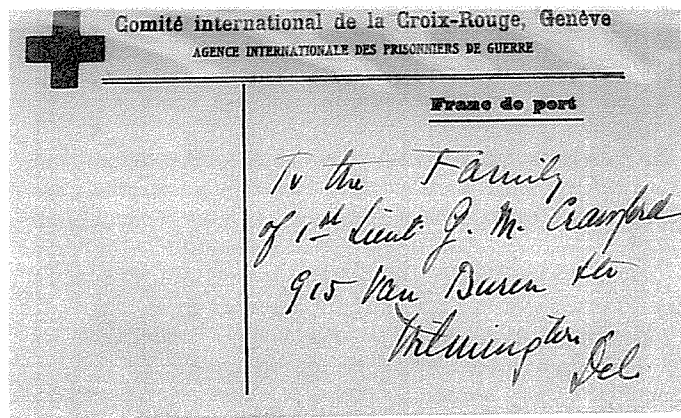 Comité international de la Croix-Rouge, Genève
AGENCE INTERNATIONALE DES PRISONNIERS DE GUERRE
Franc de port
To the Family
of 1st Lieut. G. M. Crawford
915 Van Buren Str
Wilmington
Del.